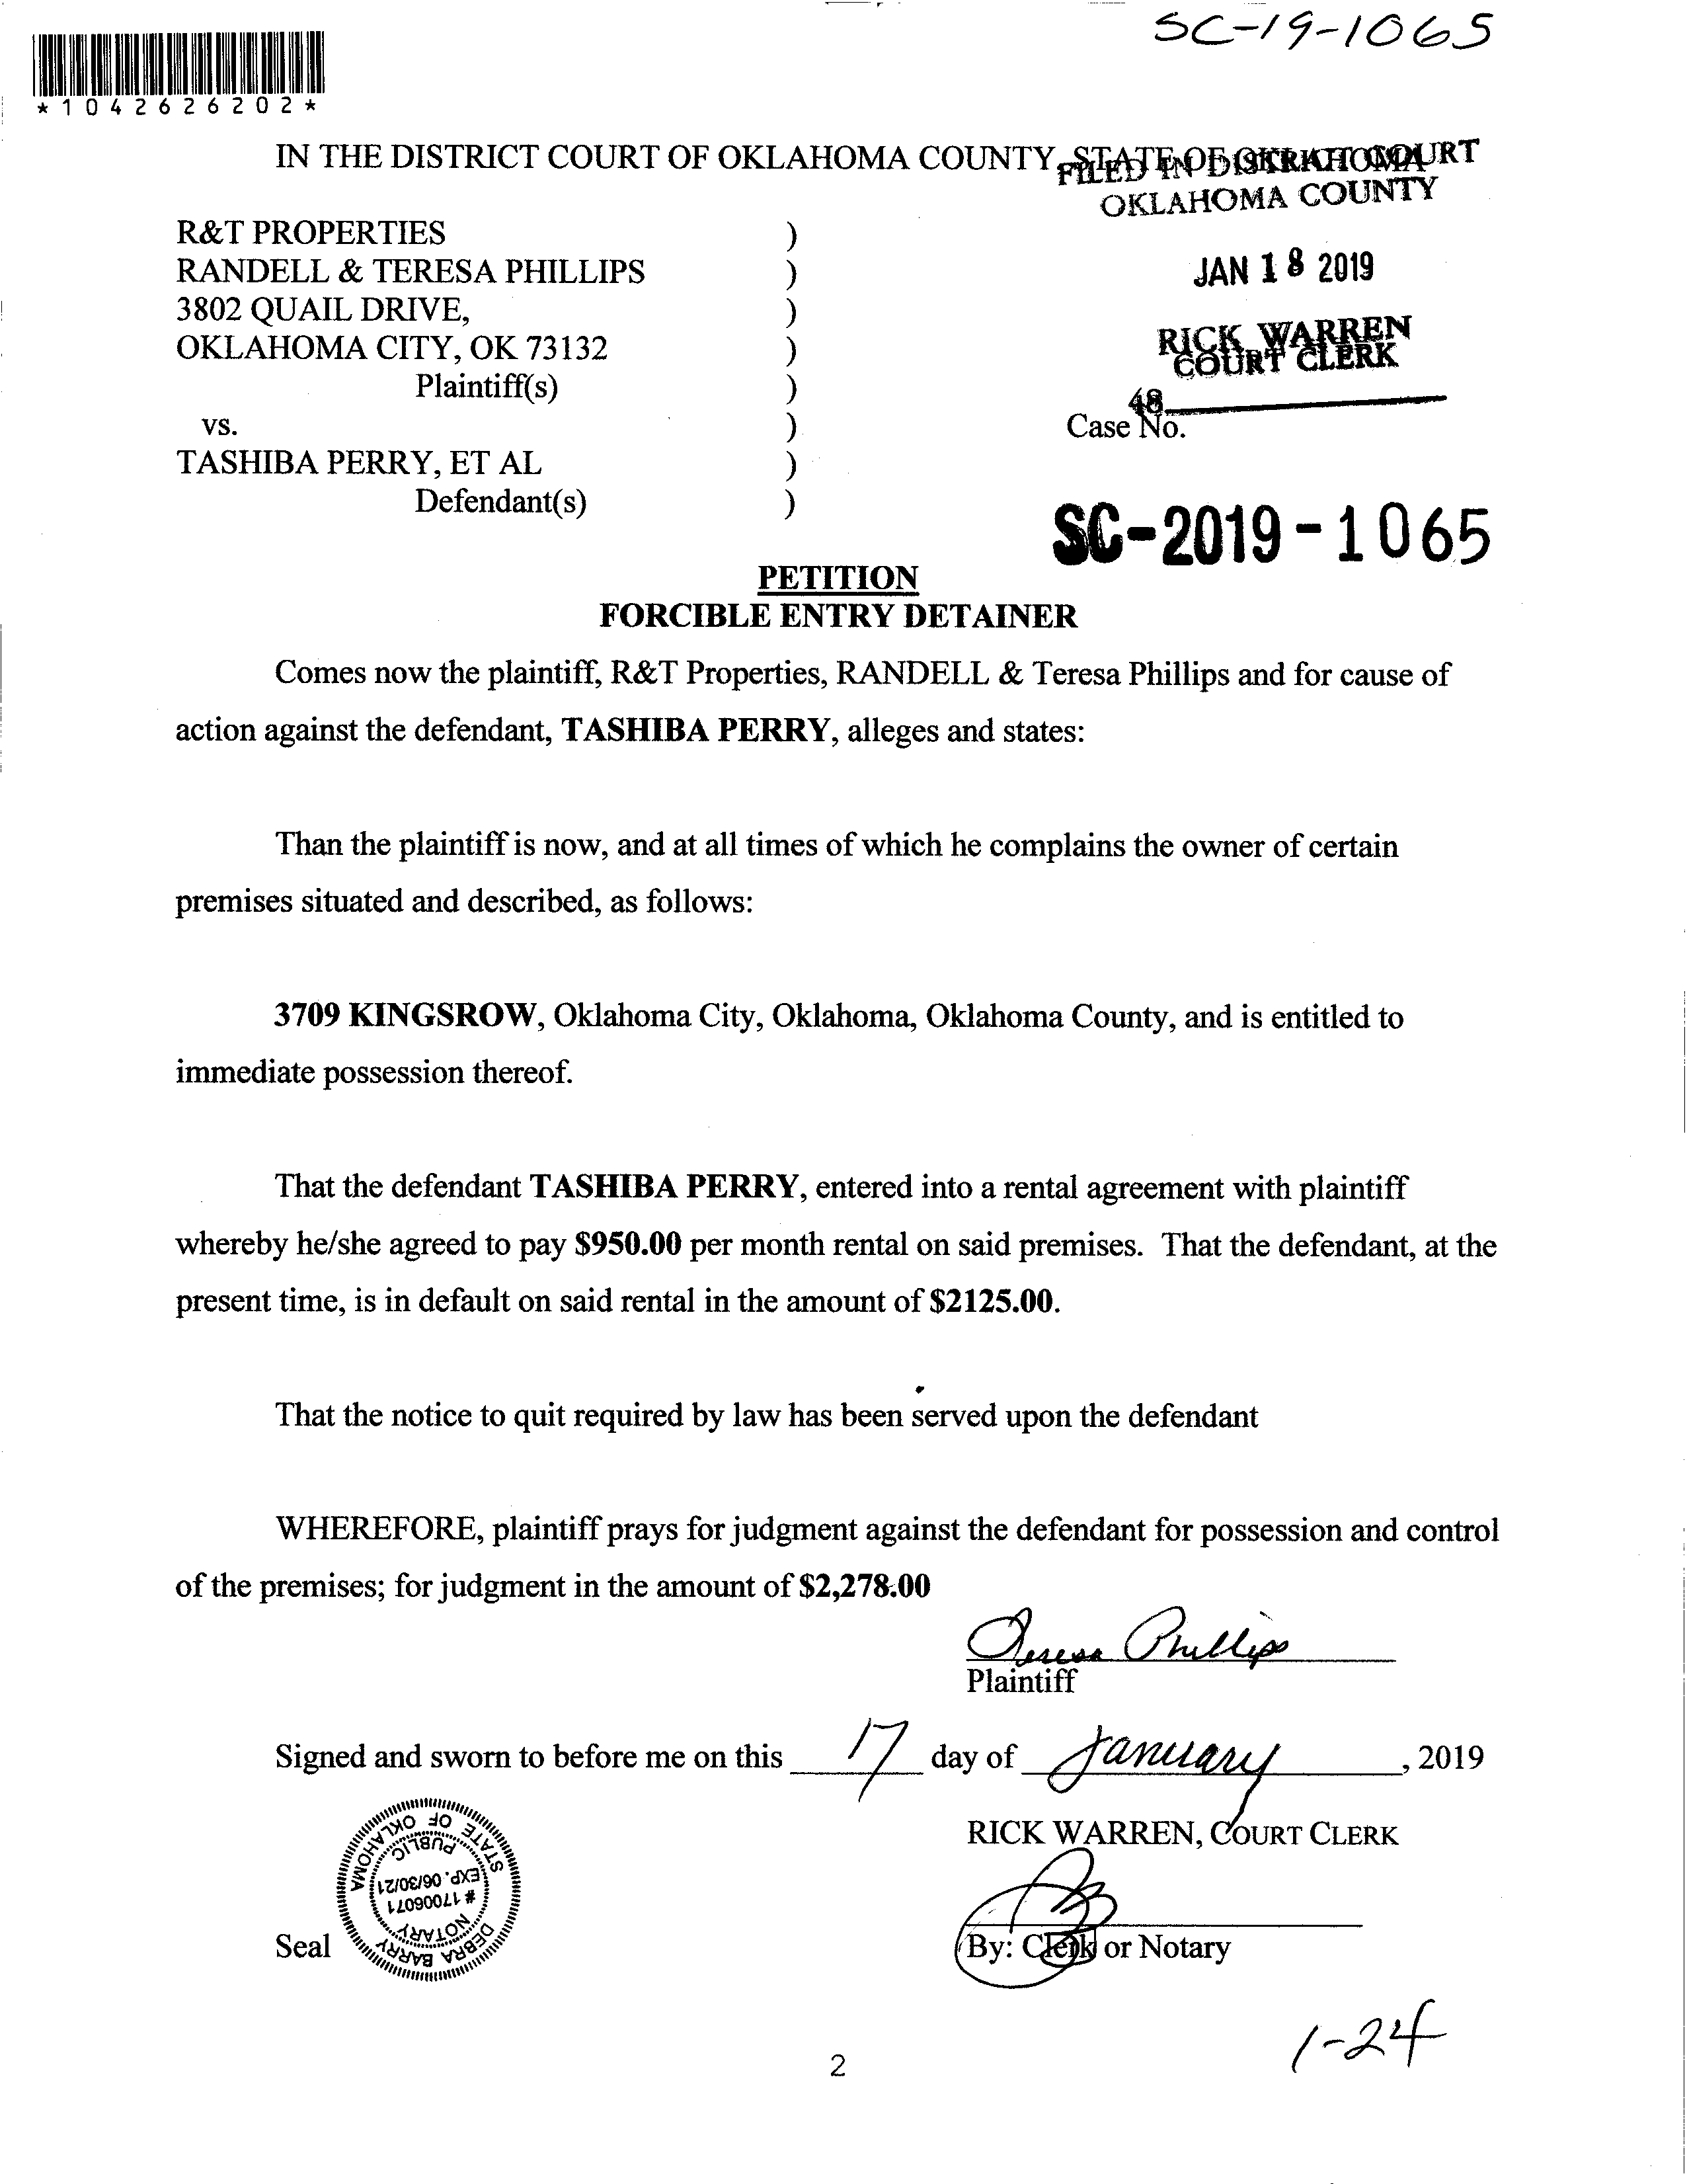 SC-19-1065
*1042626202*
IN THE DISTRICT COURT OF OKLAHOMA COUNTY, STATE OF OKLAHOMA
FILED IN DISTRICT COURT
OKLAHOMA COUNTY
R&T PROPERTIES )
RANDELL & TERESA PHILLIPS )
JAN 18 2019
3802 QUAIL DRIVE, )
OKLAHOMA CITY, OK 73132 )
RICK WARREN
COURT CLERK
Plaintiff(s) )
48
vs. ) Case No.
TASHIBA PERRY, ET AL )
Defendant(s) )
SC-2019-1065
PETITION
FORCIBLE ENTRY DETAINER
Comes now the plaintiff, R&T Properties, RANDELL & Teresa Phillips and for cause of
action against the defendant, TASHIBA PERRY, alleges and states:
Than the plaintiff is now, and at all times of which he complains the owner of certain
premises situated and described, as follows:
3709 KINGSROW, Oklahoma City, Oklahoma, Oklahoma County, and is entitled to
immediate possession thereof.
That the defendant TASHIBA PERRY, entered into a rental agreement with plaintiff
whereby he/she agreed to pay $950.00 per month rental on said premises. That the defendant, at the
present time, is in default on said rental in the amount of $2125.00.
That the notice to quit required by law has been served upon the defendant
WHEREFORE, plaintiff prays for judgment against the defendant for possession and control
of the premises; for judgment in the amount of $2,278.00
Teresa Phillips
Plaintiff
Signed and sworn to before me on this 17 day of January, 2019
RICK WARREN, COURT CLERK
DEBRA BARRY
NOTARY
# 17006071
EXP. 06/30/21
PUBLIC
STATE OF OKLAHOMA
Seal
By: Clerk or Notary
1-24
2